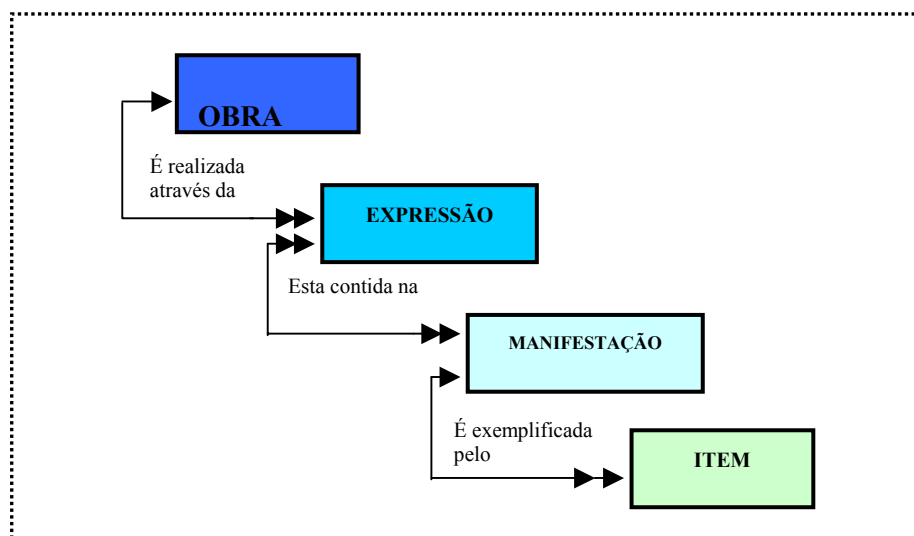 OBRA
É realizada
através da
EXPRESSÃO
Esta contida na
MANIFESTAÇÃO
É exemplificada
pelo
ITEM